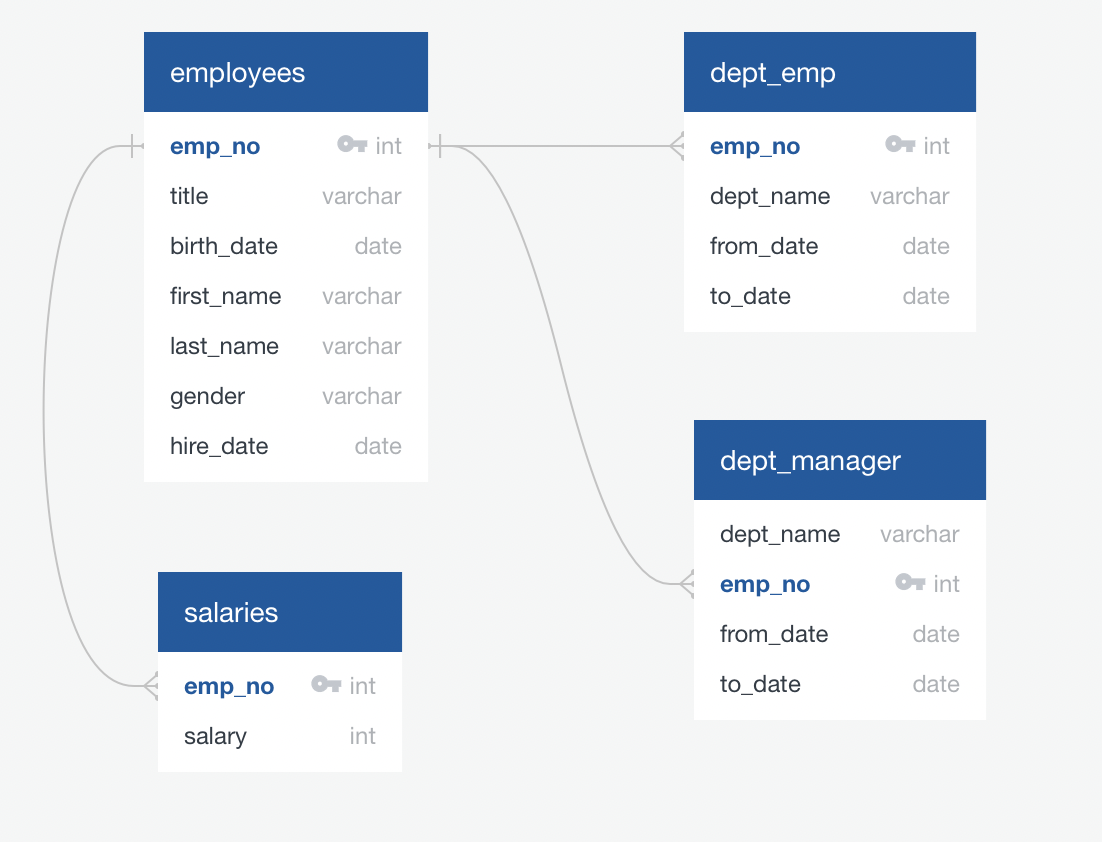 employees
emp_no int
title varchar
birth_date date
first_name varchar
last_name varchar
gender varchar
hire_date date
dept_emp
emp_no int
dept_name varchar
from_date date
to_date date
dept_manager
dept_name varchar
emp_no int
from_date date
to_date date
salaries
emp_no int
salary int